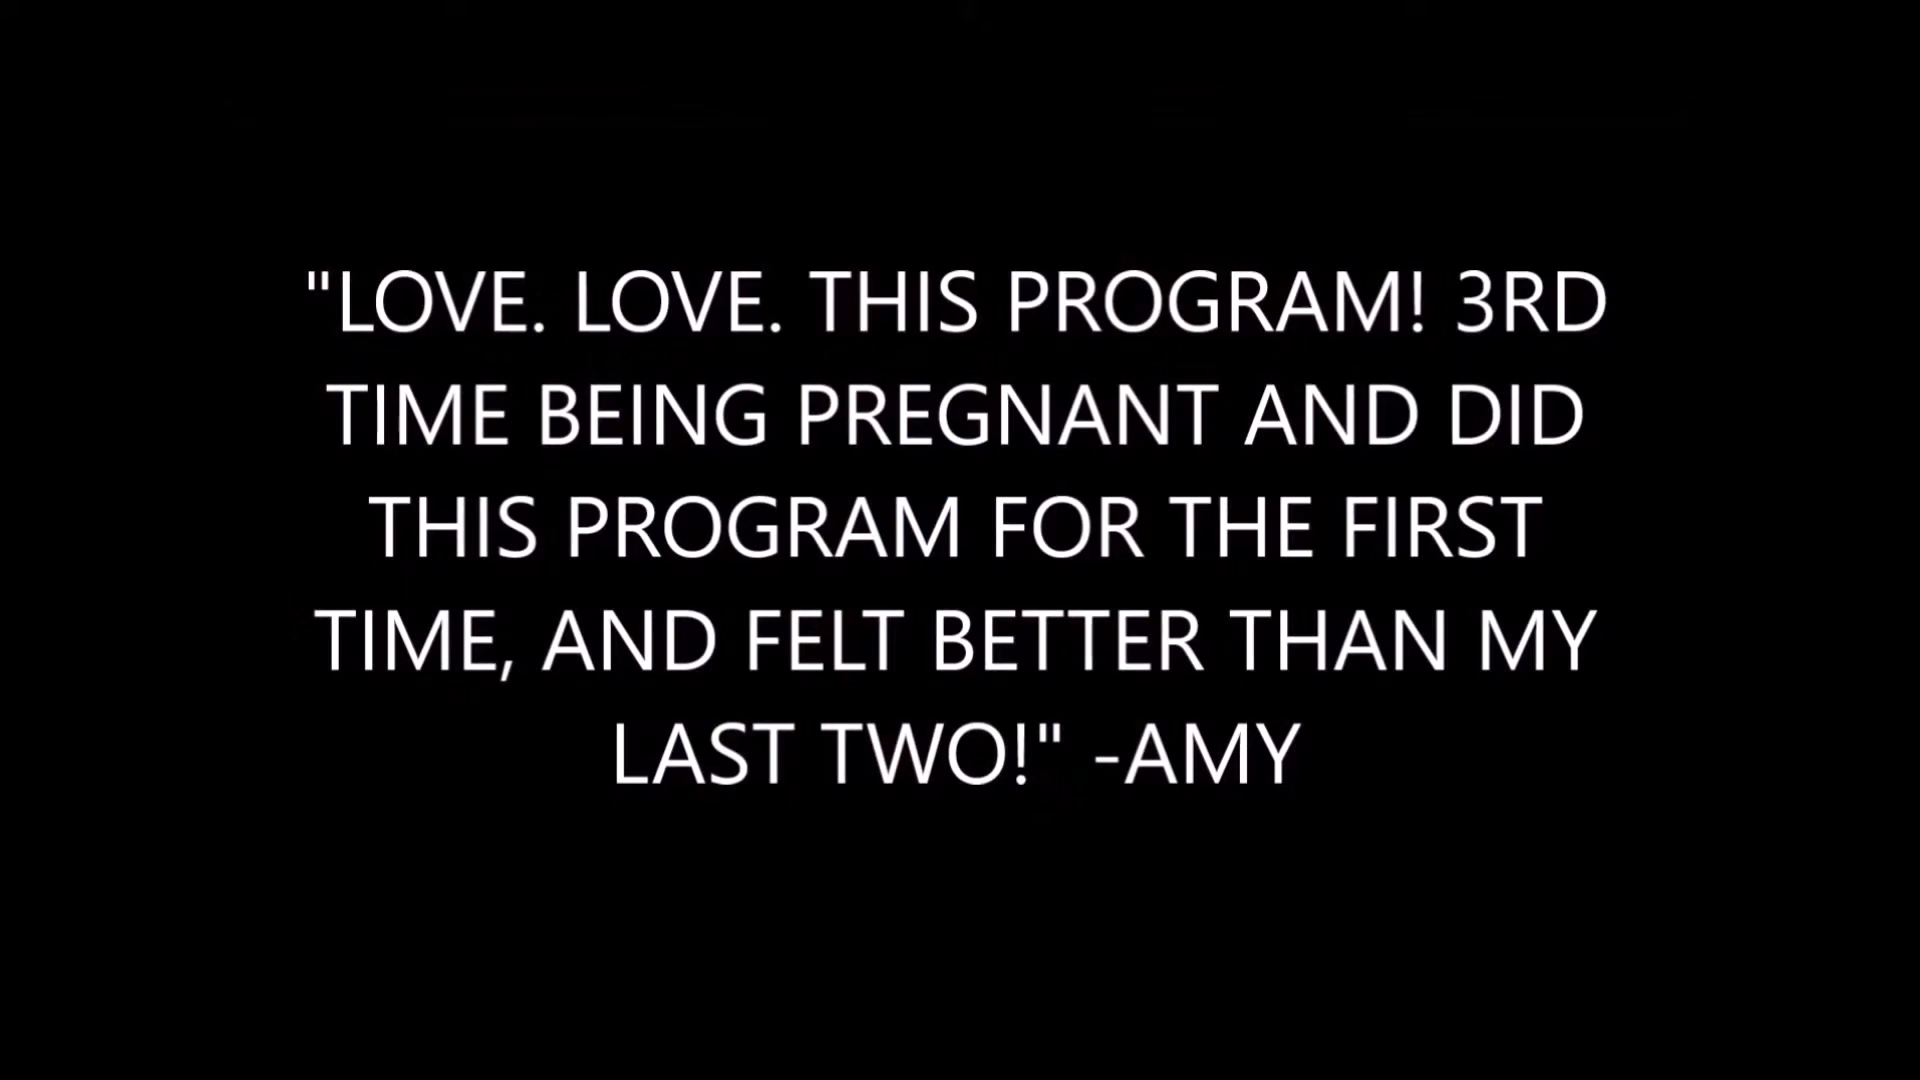 "LOVE. LOVE. THIS PROGRAM! 3RD
TIME BEING PREGNANT AND DID
THIS PROGRAM FOR THE FIRST
TIME, AND FELT BETTER THAN MY
LAST TWO!" -AMY